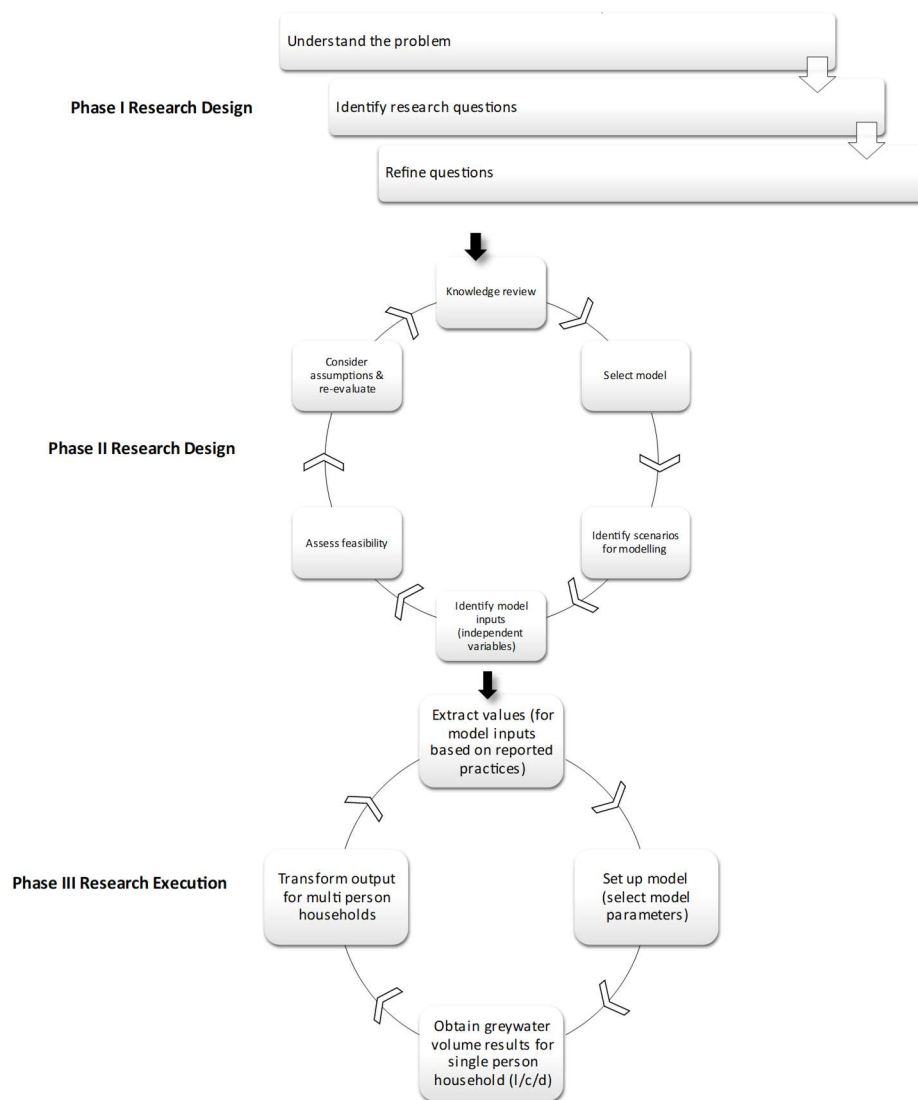 Understand the problem
Phase I Research Design
Identify research questions
Refine questions
Knowledge review
Consider
assumptions &
re-evaluate
Select model
Phase II Research Design
Assess feasibility
Identify scenarios
for modelling
Identify model
inputs
(independent
variables)
Extract values (for
model inputs
based on reported
practices)
Phase III Research Execution
Transform output
for multi person
households
Set up model
(select model
parameters)
Obtain greywater
volume results for
single person
household (l/c/d)